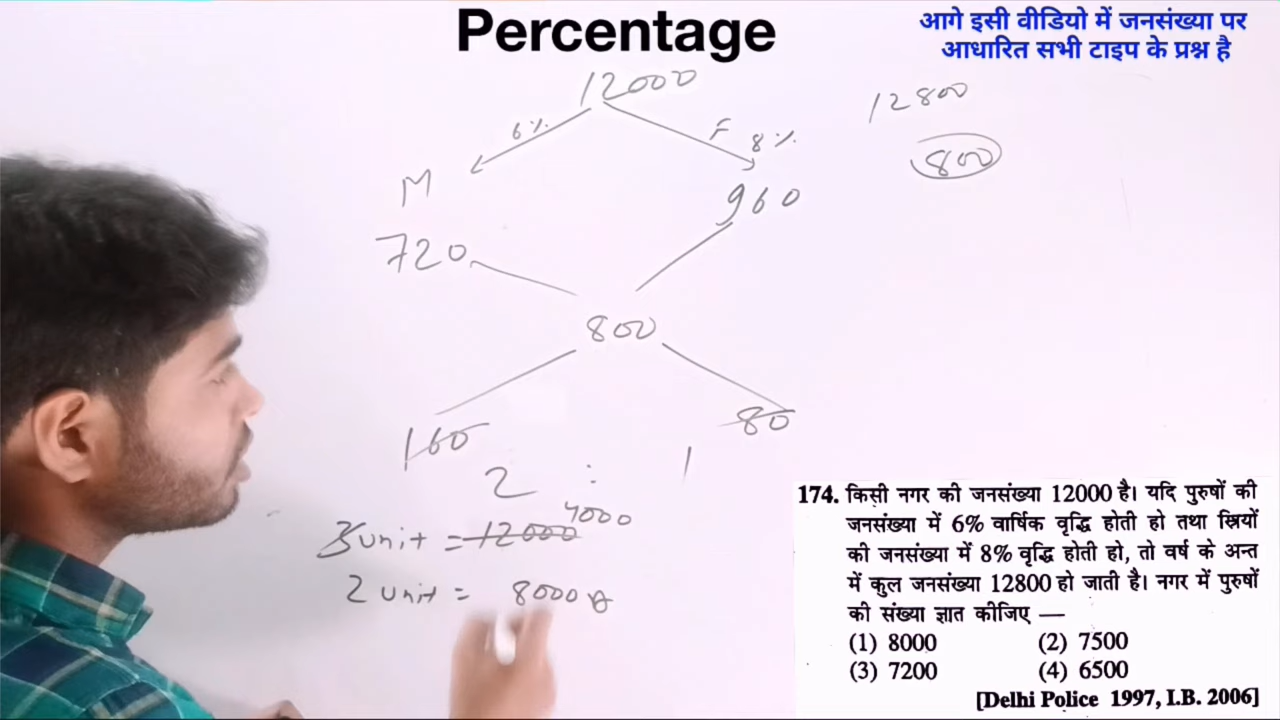 Percentage
आगे इसी वीडियो में जनसंख्या पर
आधारित सभी टाइप के प्रश्न है
12000
12800
6%
F 8%
800
M
960
720
800
160
80
2 : 1
4000
3 unit = 12000
2 unit = 8000
174. किसी नगर की जनसंख्या 12000 है। यदि पुरुषों की
जनसंख्या में 6% वार्षिक वृद्धि होती हो तथा स्त्रियों
की जनसंख्या में 8% वृद्धि होती हो, तो वर्ष के अन्त
में कुल जनसंख्या 12800 हो जाती है। नगर में पुरुषों
की संख्या ज्ञात कीजिए —
(1) 8000 (2) 7500
(3) 7200 (4) 6500
[Delhi Police 1997, I.B. 2006]